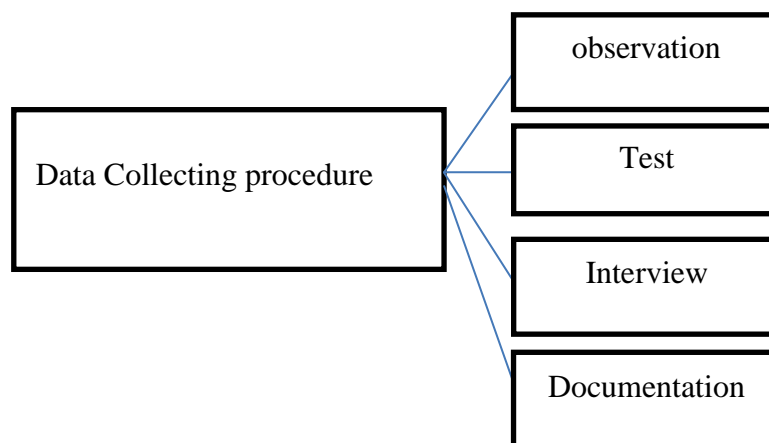 Data Collecting procedure
observation
Test
Interview
Documentation